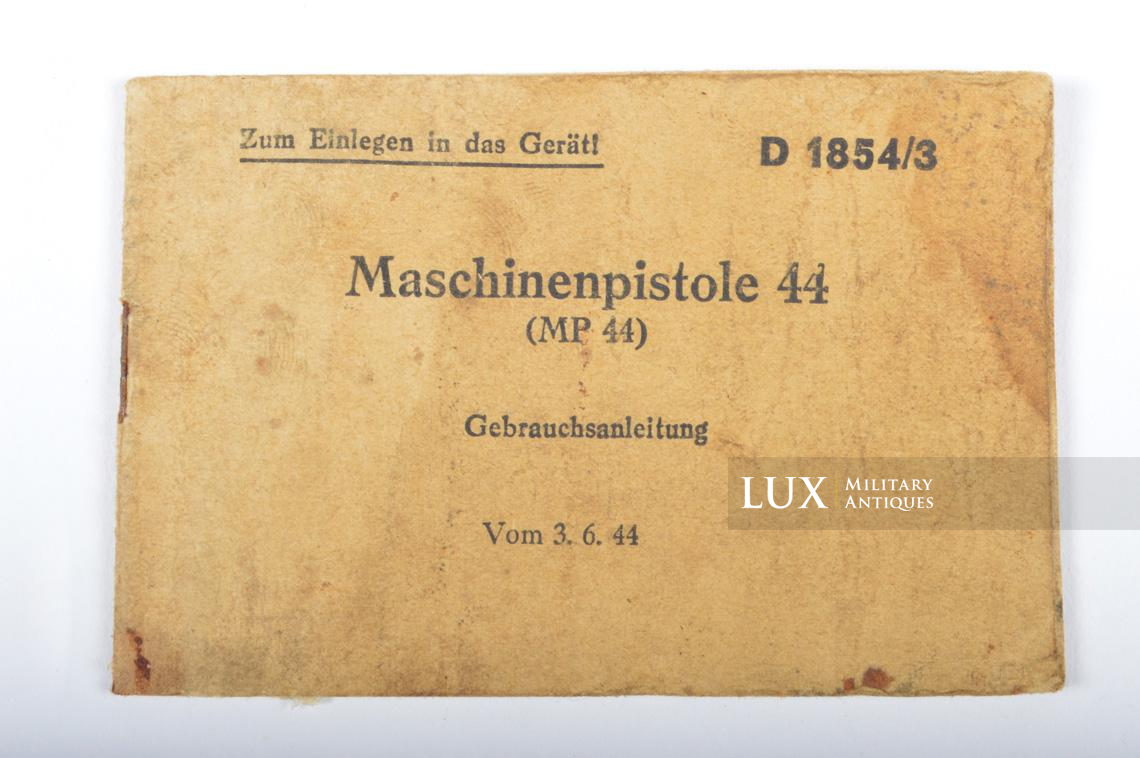 Zum Einlegen in das Gerät!
D 1854/3
Maschinenpistole 44
(MP 44)
Gebrauchsanleitung
Vom 3. 6. 44
LUX MILITARY ANTIQUES